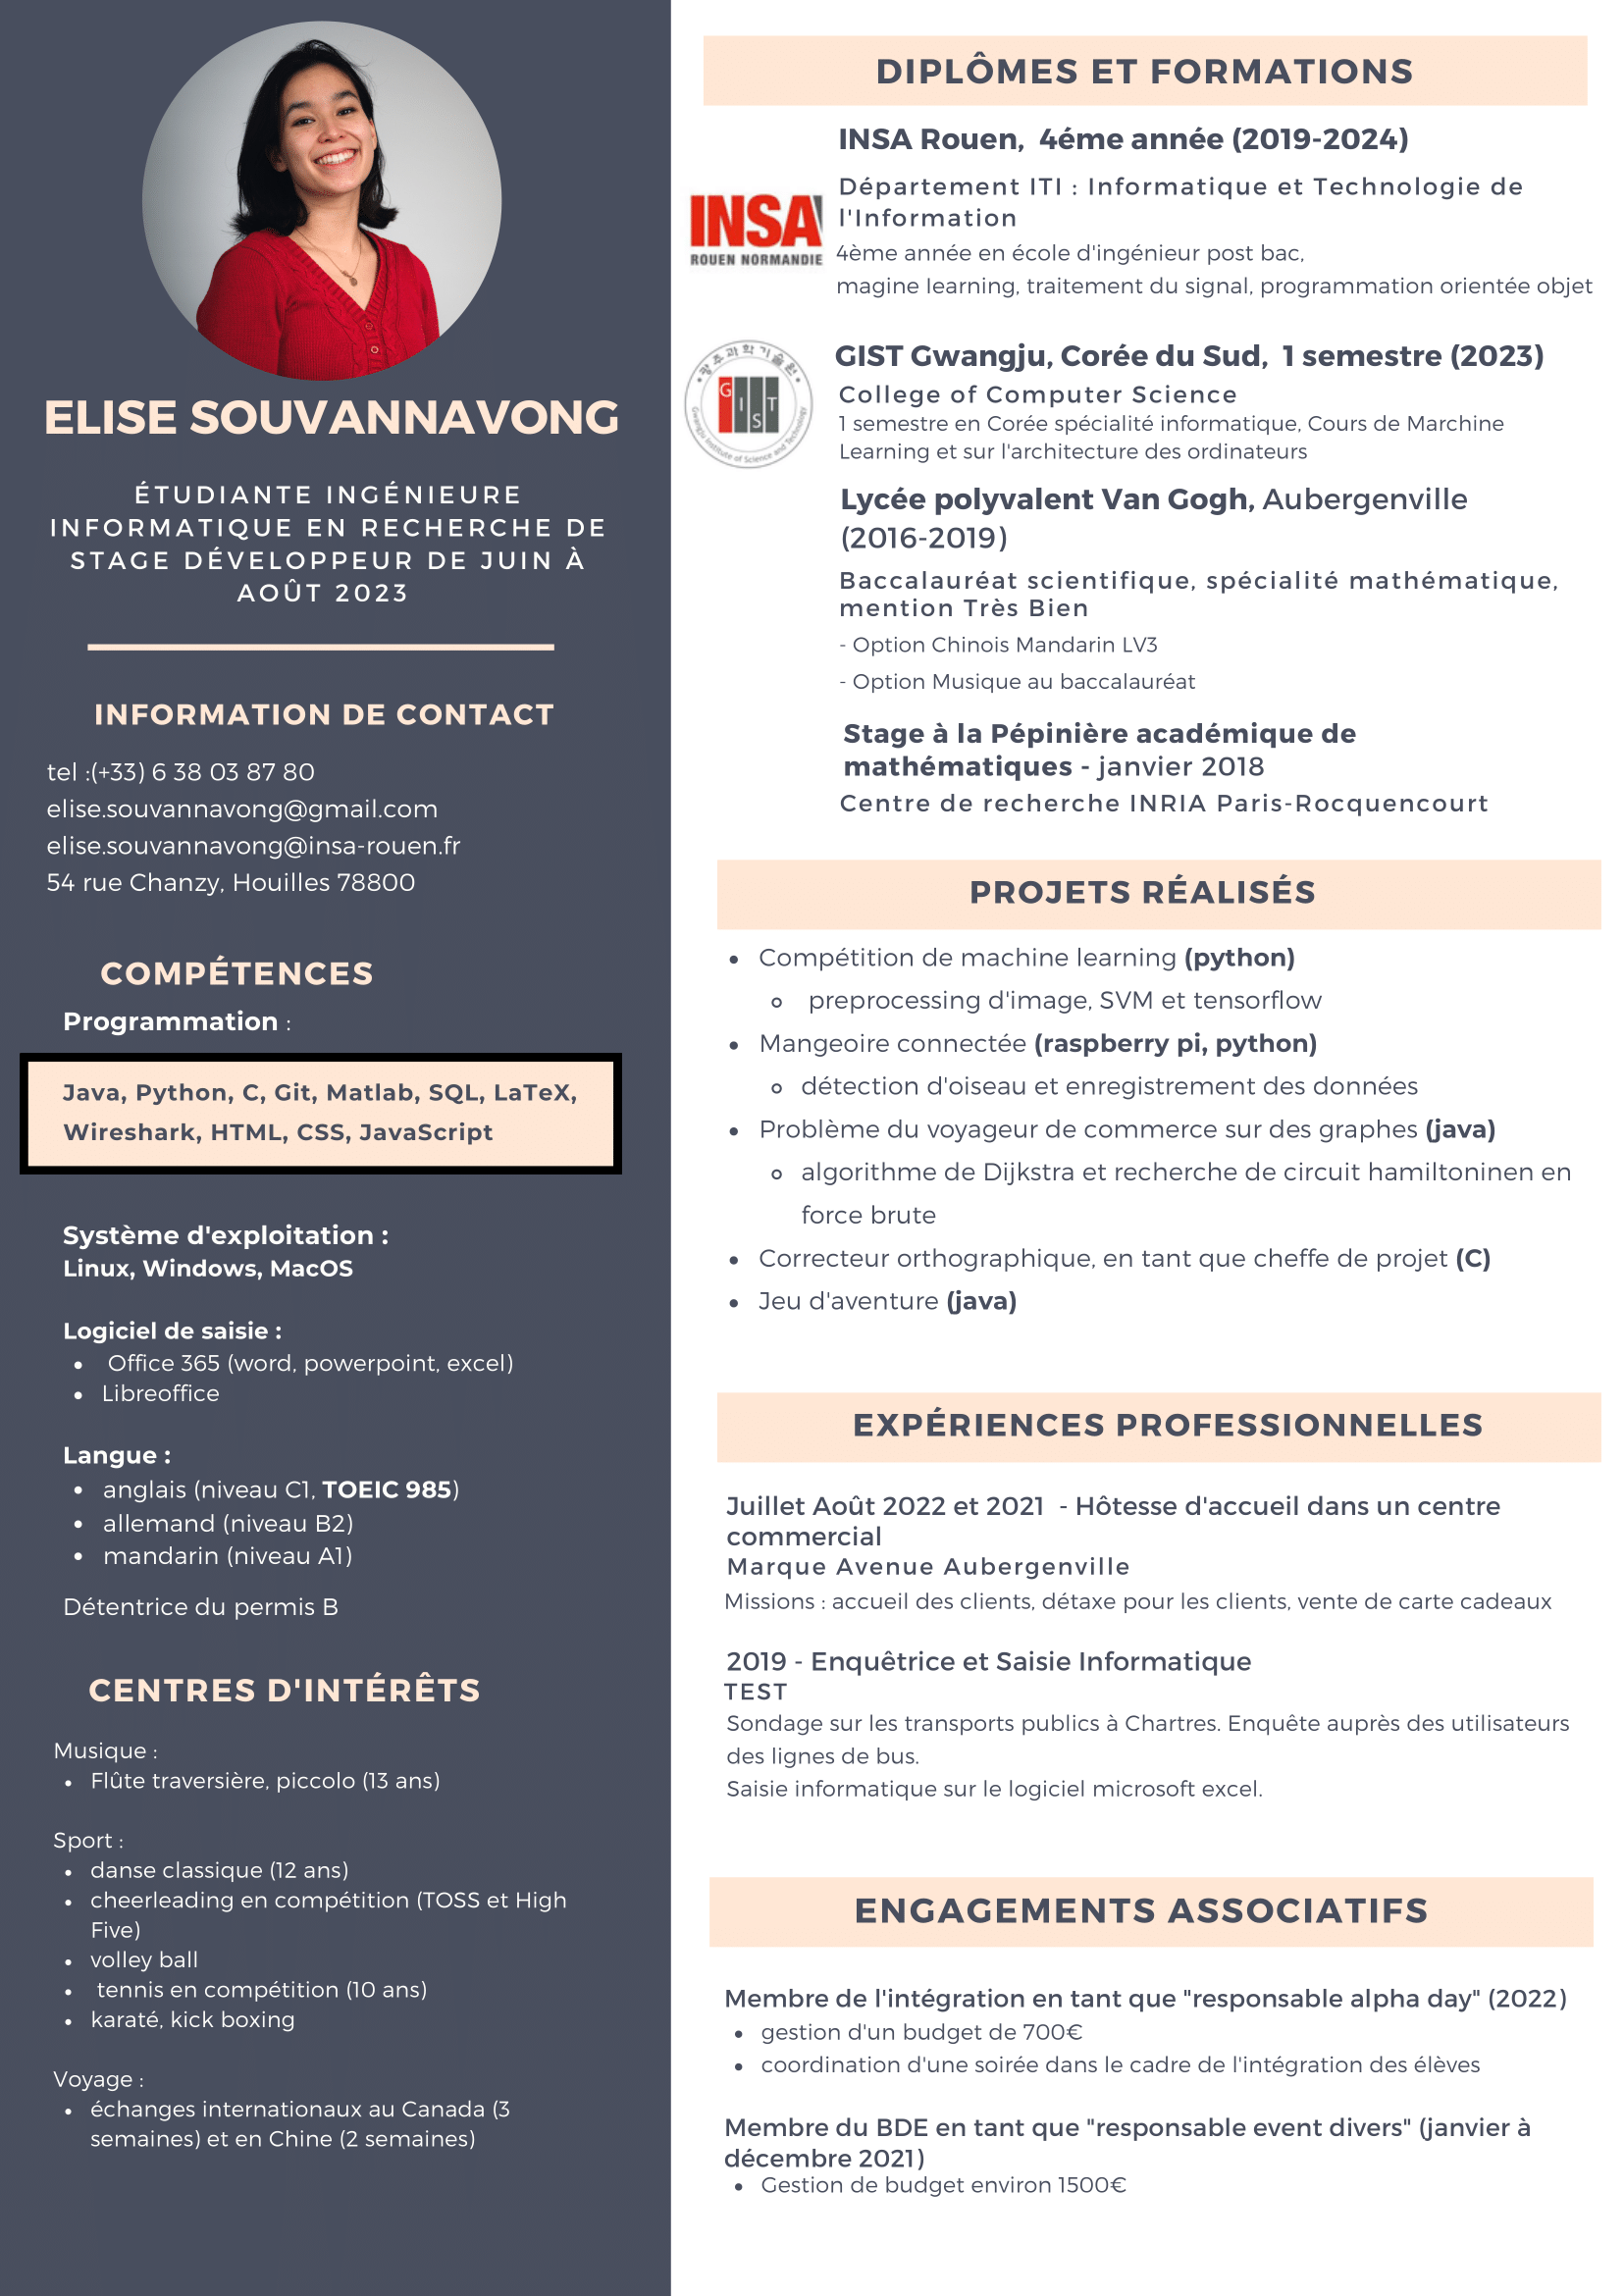 ELISE SOUVANNAVONG
ÉTUDIANTE INGÉNIEURE
INFORMATIQUE EN RECHERCHE DE
STAGE DÉVELOPPEUR DE JUIN À
AOÛT 2023
INFORMATION DE CONTACT
tel :(+33) 6 38 03 87 80
elise.souvannavong@gmail.com
elise.souvannavong@insa-rouen.fr
54 rue Chanzy, Houilles 78800
COMPÉTENCES
Programmation :
Java, Python, C, Git, Matlab, SQL, LaTeX,
Wireshark, HTML, CSS, JavaScript
Système d'exploitation :
Linux, Windows, MacOS
Logiciel de saisie :
• Office 365 (word, powerpoint, excel)
• Libreoffice
Langue :
• anglais (niveau C1, TOEIC 985)
• allemand (niveau B2)
• mandarin (niveau A1)
Détentrice du permis B
CENTRES D'INTÉRÊTS
Musique :
• Flûte traversière, piccolo (13 ans)
Sport :
• danse classique (12 ans)
• cheerleading en compétition (TOSS et High
Five)
• volley ball
• tennis en compétition (10 ans)
• karaté, kick boxing
Voyage :
• échanges internationaux au Canada (3
semaines) et en Chine (2 semaines)
DIPLÔMES ET FORMATIONS
INSA Rouen, 4éme année (2019-2024)
INSA
ROUEN NORMANDIE
Département ITI : Informatique et Technologie de
l'Information
4ème année en école d'ingénieur post bac,
magine learning, traitement du signal, programmation orientée objet
광주과학기술원
GIST
Gwangju Institute of Science and Technology
GIST Gwangju, Corée du Sud, 1 semestre (2023)
College of Computer Science
1 semestre en Corée spécialité informatique, Cours de Marchine
Learning et sur l'architecture des ordinateurs
Lycée polyvalent Van Gogh, Aubergenville
(2016-2019)
Baccalauréat scientifique, spécialité mathématique,
mention Très Bien
- Option Chinois Mandarin LV3
- Option Musique au baccalauréat
Stage à la Pépinière académique de
mathématiques - janvier 2018
Centre de recherche INRIA Paris-Rocquencourt
PROJETS RÉALISÉS
• Compétition de machine learning (python)
◦ preprocessing d'image, SVM et tensorflow
• Mangeoire connectée (raspberry pi, python)
◦ détection d'oiseau et enregistrement des données
• Problème du voyageur de commerce sur des graphes (java)
◦ algorithme de Dijkstra et recherche de circuit hamiltoninen en
force brute
• Correcteur orthographique, en tant que cheffe de projet (C)
• Jeu d'aventure (java)
EXPÉRIENCES PROFESSIONNELLES
Juillet Août 2022 et 2021 - Hôtesse d'accueil dans un centre
commercial
Marque Avenue Aubergenville
Missions : accueil des clients, détaxe pour les clients, vente de carte cadeaux
2019 - Enquêtrice et Saisie Informatique
TEST
Sondage sur les transports publics à Chartres. Enquête auprès des utilisateurs
des lignes de bus.
Saisie informatique sur le logiciel microsoft excel.
ENGAGEMENTS ASSOCIATIFS
Membre de l'intégration en tant que "responsable alpha day" (2022)
• gestion d'un budget de 700€
• coordination d'une soirée dans le cadre de l'intégration des élèves
Membre du BDE en tant que "responsable event divers" (janvier à
décembre 2021)
• Gestion de budget environ 1500€